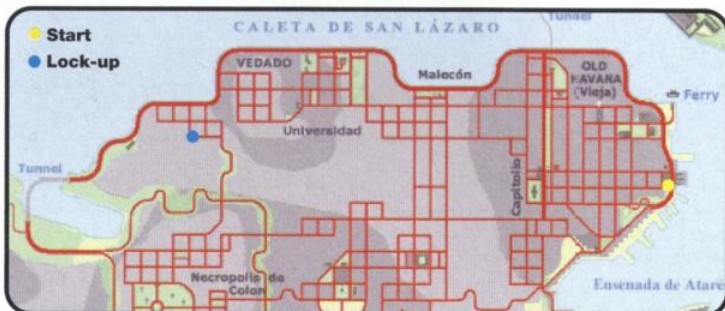 Start
Lock-up
CALETA DE SAN LÁZARO
Tunnel
VEDADO
Malecón
OLD
HAVANA
(Vieja)
Ferry
Universidad
Tunnel
Capitolio
Necropolis de
Colon
Ensenada de Ataré